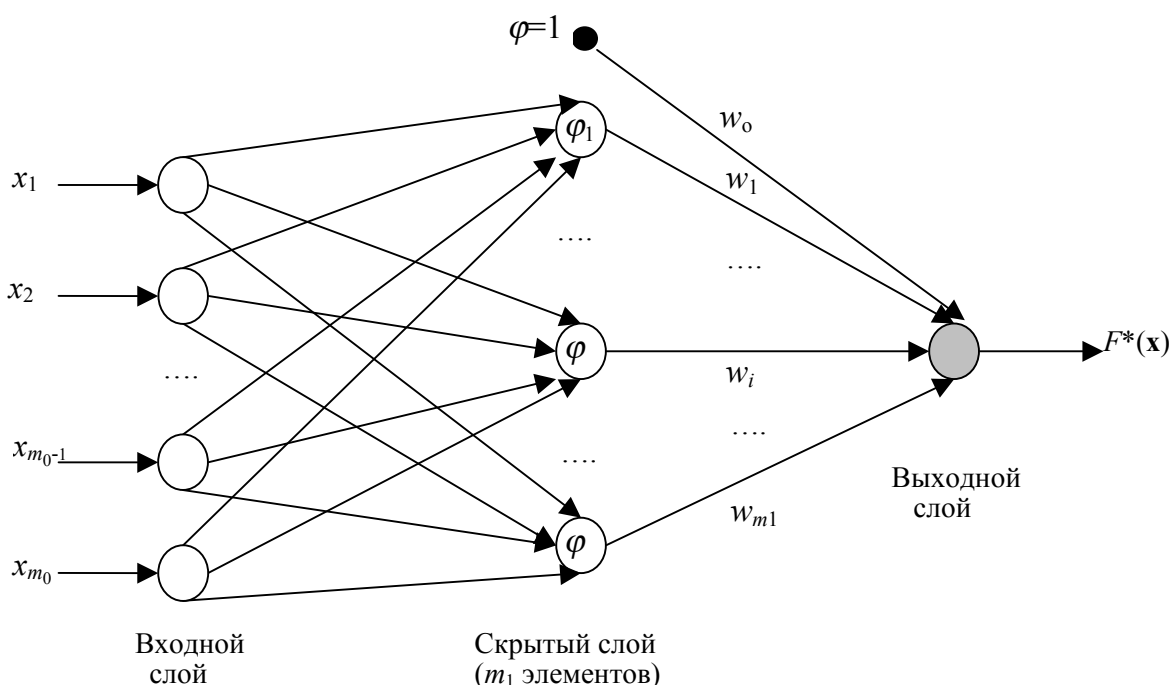 φ=1
w₀
φ₁
x₁
w₁
….
….
x₂
F*(x)
φ
wᵢ
….
….
x_{m₀-1}
….
Выходной
слой
w_{m1}
φ
x_{m₀}
Входной
слой
Скрытый слой
(m₁ элементов)